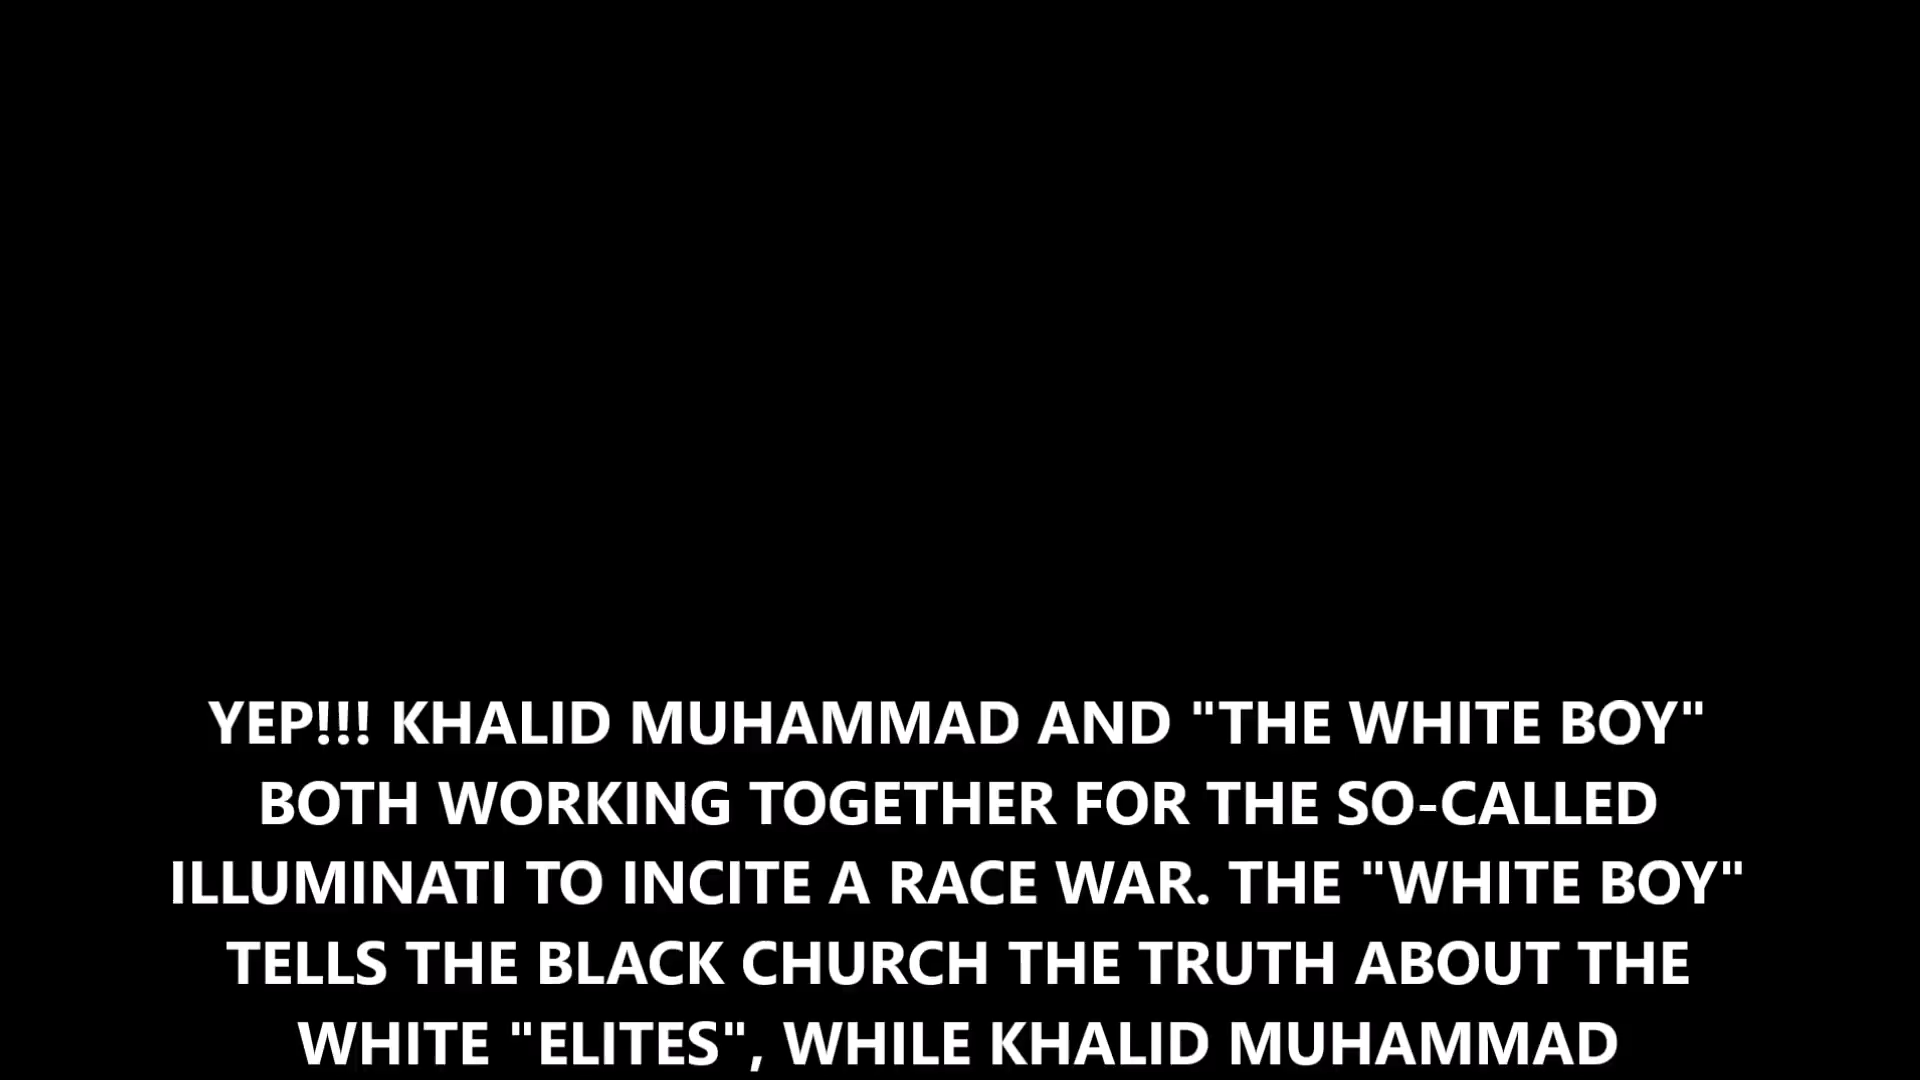 YEP!!! KHALID MUHAMMAD AND "THE WHITE BOY"
BOTH WORKING TOGETHER FOR THE SO-CALLED
ILLUMINATI TO INCITE A RACE WAR. THE "WHITE BOY"
TELLS THE BLACK CHURCH THE TRUTH ABOUT THE
WHITE "ELITES", WHILE KHALID MUHAMMAD